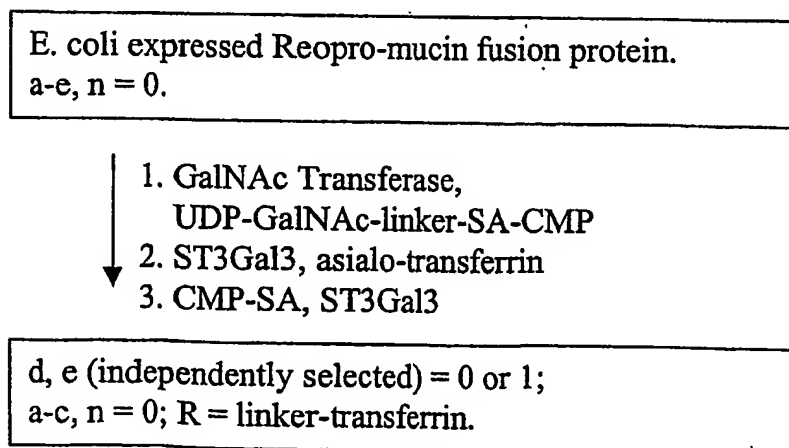 E. coli expressed Reopro-mucin fusion protein.
a-e, n = 0.
1. GalNAc Transferase,
UDP-GalNAc-linker-SA-CMP
2. ST3Gal3, asialo-transferrin
3. CMP-SA, ST3Gal3
d, e (independently selected) = 0 or 1;
a-c, n = 0; R = linker-transferrin.